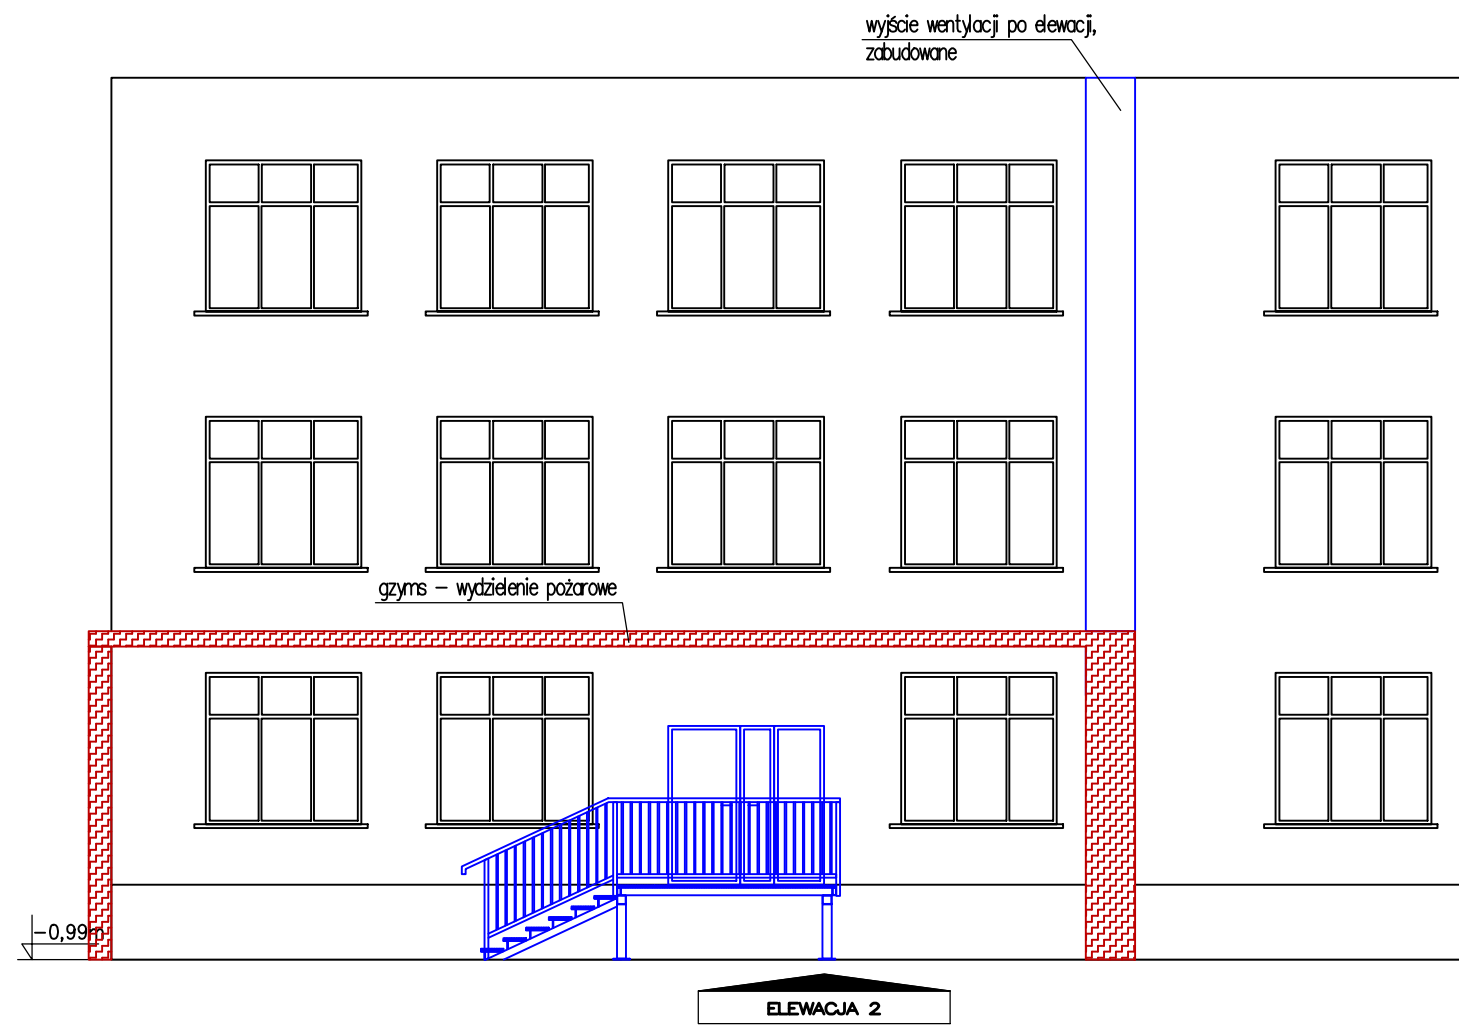 wyjście wentylacji po elewacji,
zabudowane
gzyms – wydzielenie pożarowe
-0,99m
ELEWACJA 2